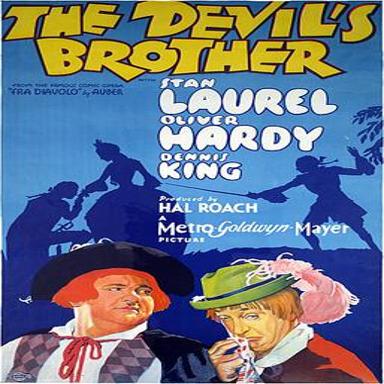 THE DEVIL'S
BROTHER
FROM THE FAMOUS COMIC OPERA
"FRA DIAVOLO" by AUBER
WITH
STAN
LAUREL
OLIVER
HARDY
DENNIS
KING
Produced by
HAL ROACH
A
Metro-Goldwyn-Mayer
PICTURE